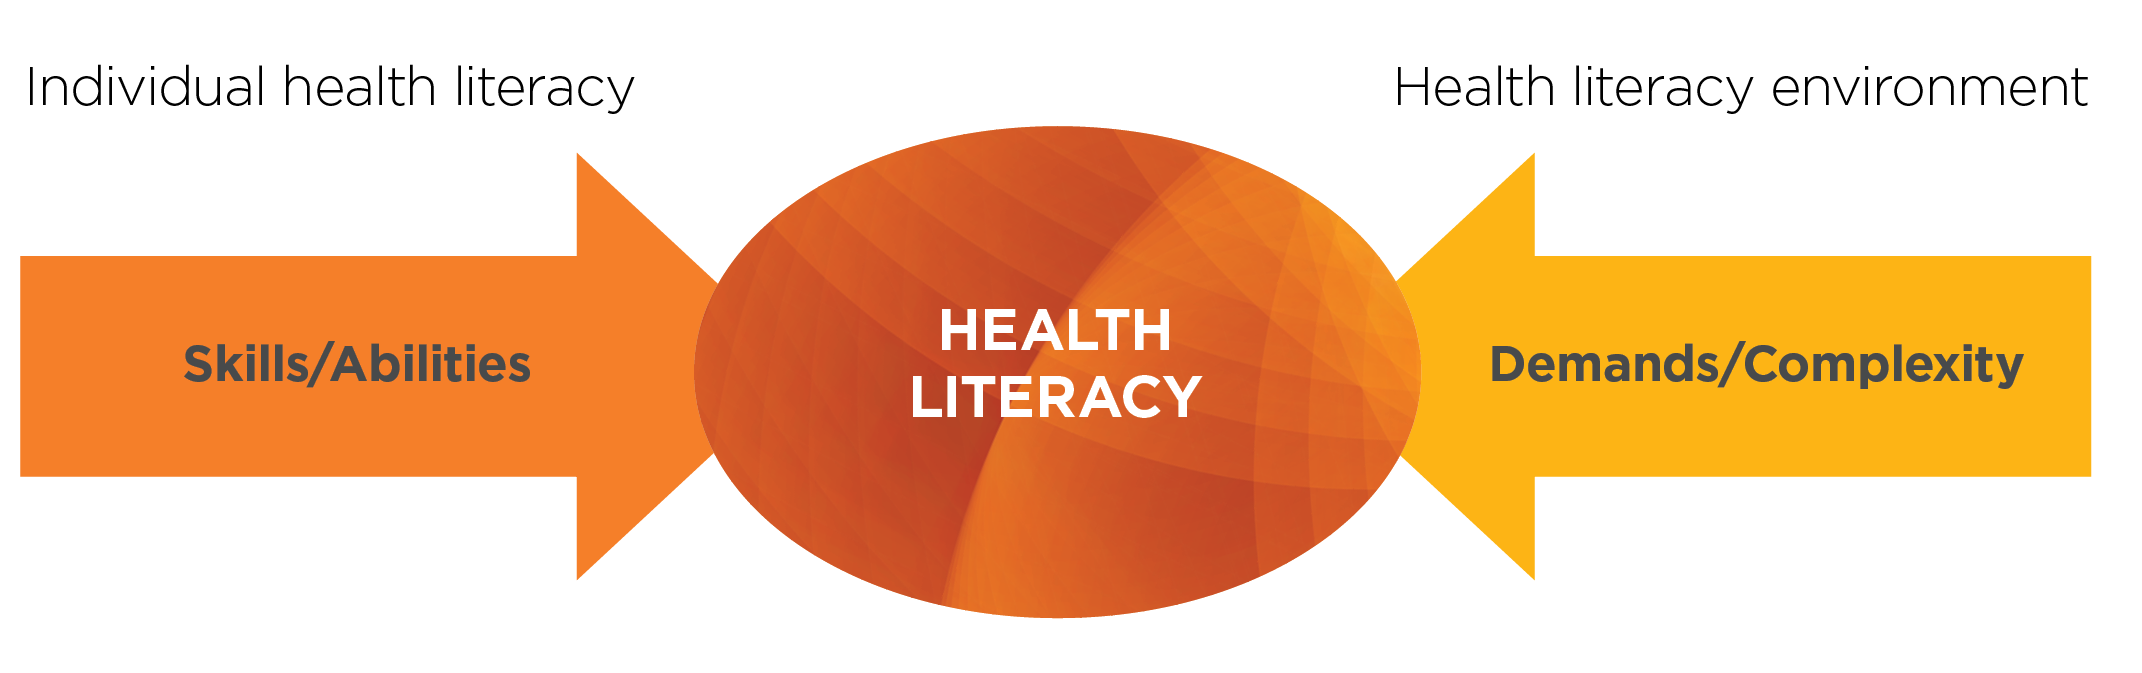 Individual health literacy
Health literacy environment
Skills/Abilities
HEALTH
LITERACY
Demands/Complexity